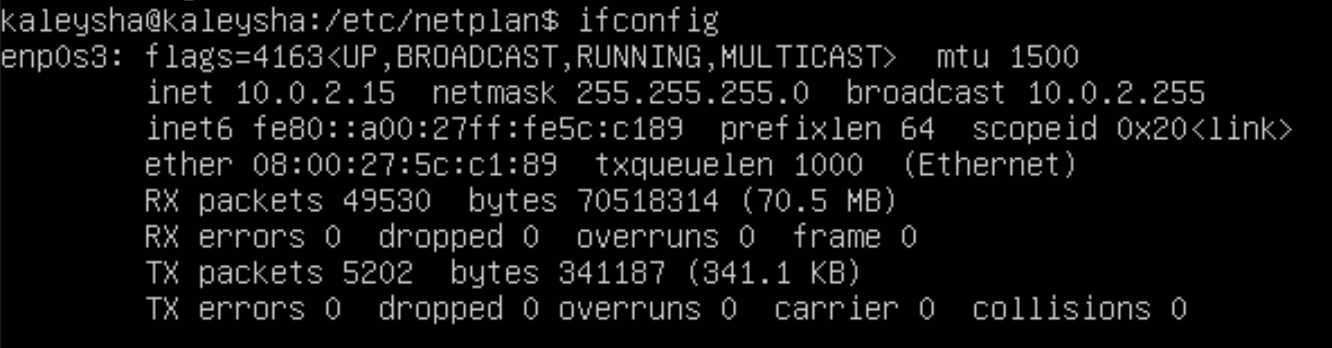 kaleysha@kaleysha:/etc/netplan$ ifconfig
enp0s3: flags=4163<UP,BROADCAST,RUNNING,MULTICAST>  mtu 1500
        inet 10.0.2.15  netmask 255.255.255.0  broadcast 10.0.2.255
        inet6 fe80::a00:27ff:fe5c:c189  prefixlen 64  scopeid 0x20<link>
        ether 08:00:27:5c:c1:89  txqueuelen 1000  (Ethernet)
        RX packets 49530  bytes 70518314 (70.5 MB)
        RX errors 0  dropped 0  overruns 0  frame 0
        TX packets 5202  bytes 341187 (341.1 KB)
        TX errors 0  dropped 0 overruns 0  carrier 0  collisions 0